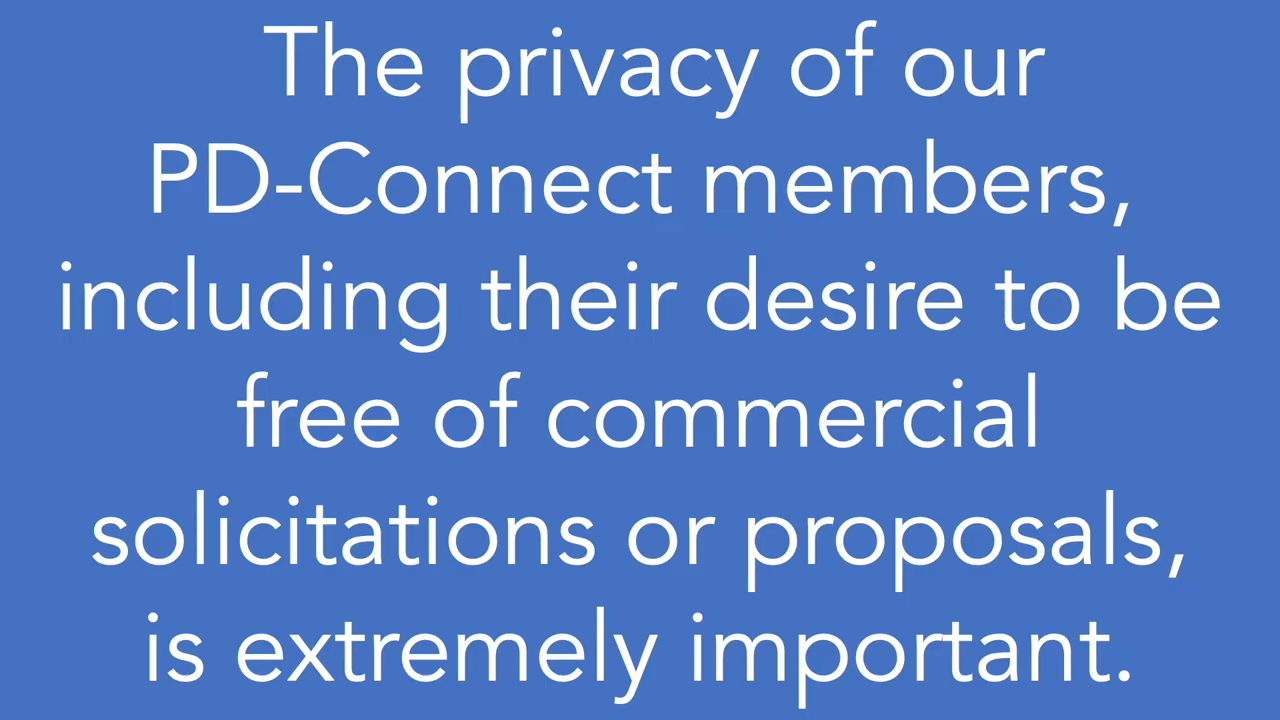 The privacy of our
PD-Connect members,
including their desire to be
free of commercial
solicitations or proposals,
is extremely important.